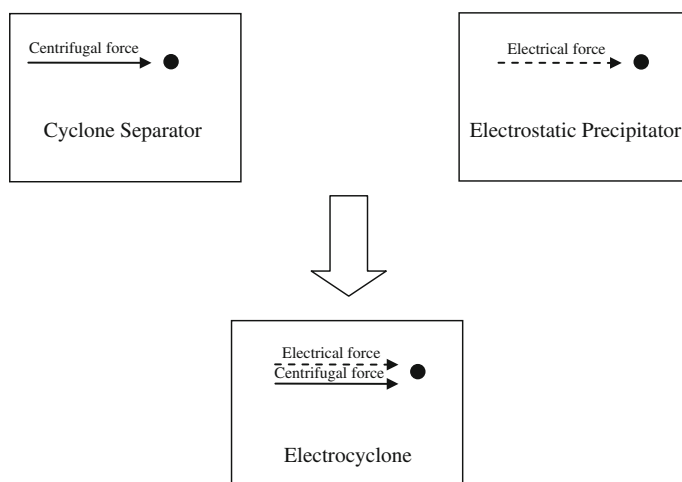 Centrifugal force
Cyclone Separator
Electrical force
Electrostatic Precipitator
Electrical force
Centrifugal force
Electrocyclone